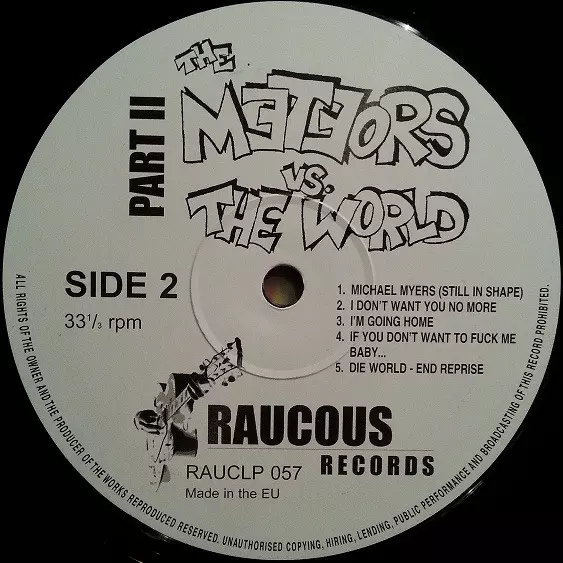 THE
METEORS
VS.
THE WORLD
PART II
SIDE 2
33 1/3 rpm
1. MICHAEL MYERS (STILL IN SHAPE)
2. I DON'T WANT YOU NO MORE
3. I'M GOING HOME
4. IF YOU DON'T WANT TO FUCK ME
BABY...
5. DIE WORLD - END REPRISE
RAUCOUS
RECORDS
RAUCLP 057
Made in the EU
ALL RIGHTS OF THE OWNER AND THE PRODUCER OF THE WORKS REPRODUCED RESERVED. UNAUTHORISED COPYING, HIRING, LENDING, PUBLIC PERFORMANCE AND BROADCASTING OF THIS RECORD PROHIBITED.